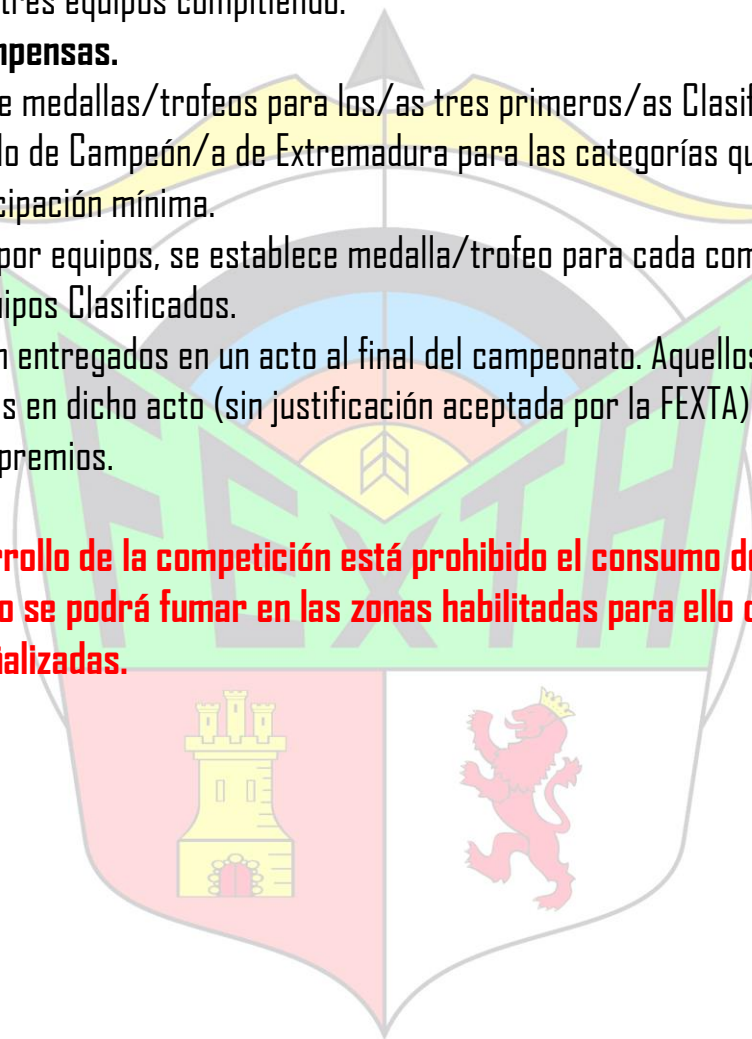 tres equipos compitiendo.
mpensas.
e medallas/trofeos para los/as tres primeros/as Clasif
lo de Campeón/a de Extremadura para las categorías qu
cipación mínima.
por equipos, se establece medalla/trofeo para cada com
uipos Clasificados.
n entregados en un acto al final del campeonato. Aquellos
s en dicho acto (sin justificación aceptada por la FEXTA)
premios.
rrollo de la competición está prohibido el consumo d
o se podrá fumar en las zonas habilitadas para ello
alizadas.
FEXTA